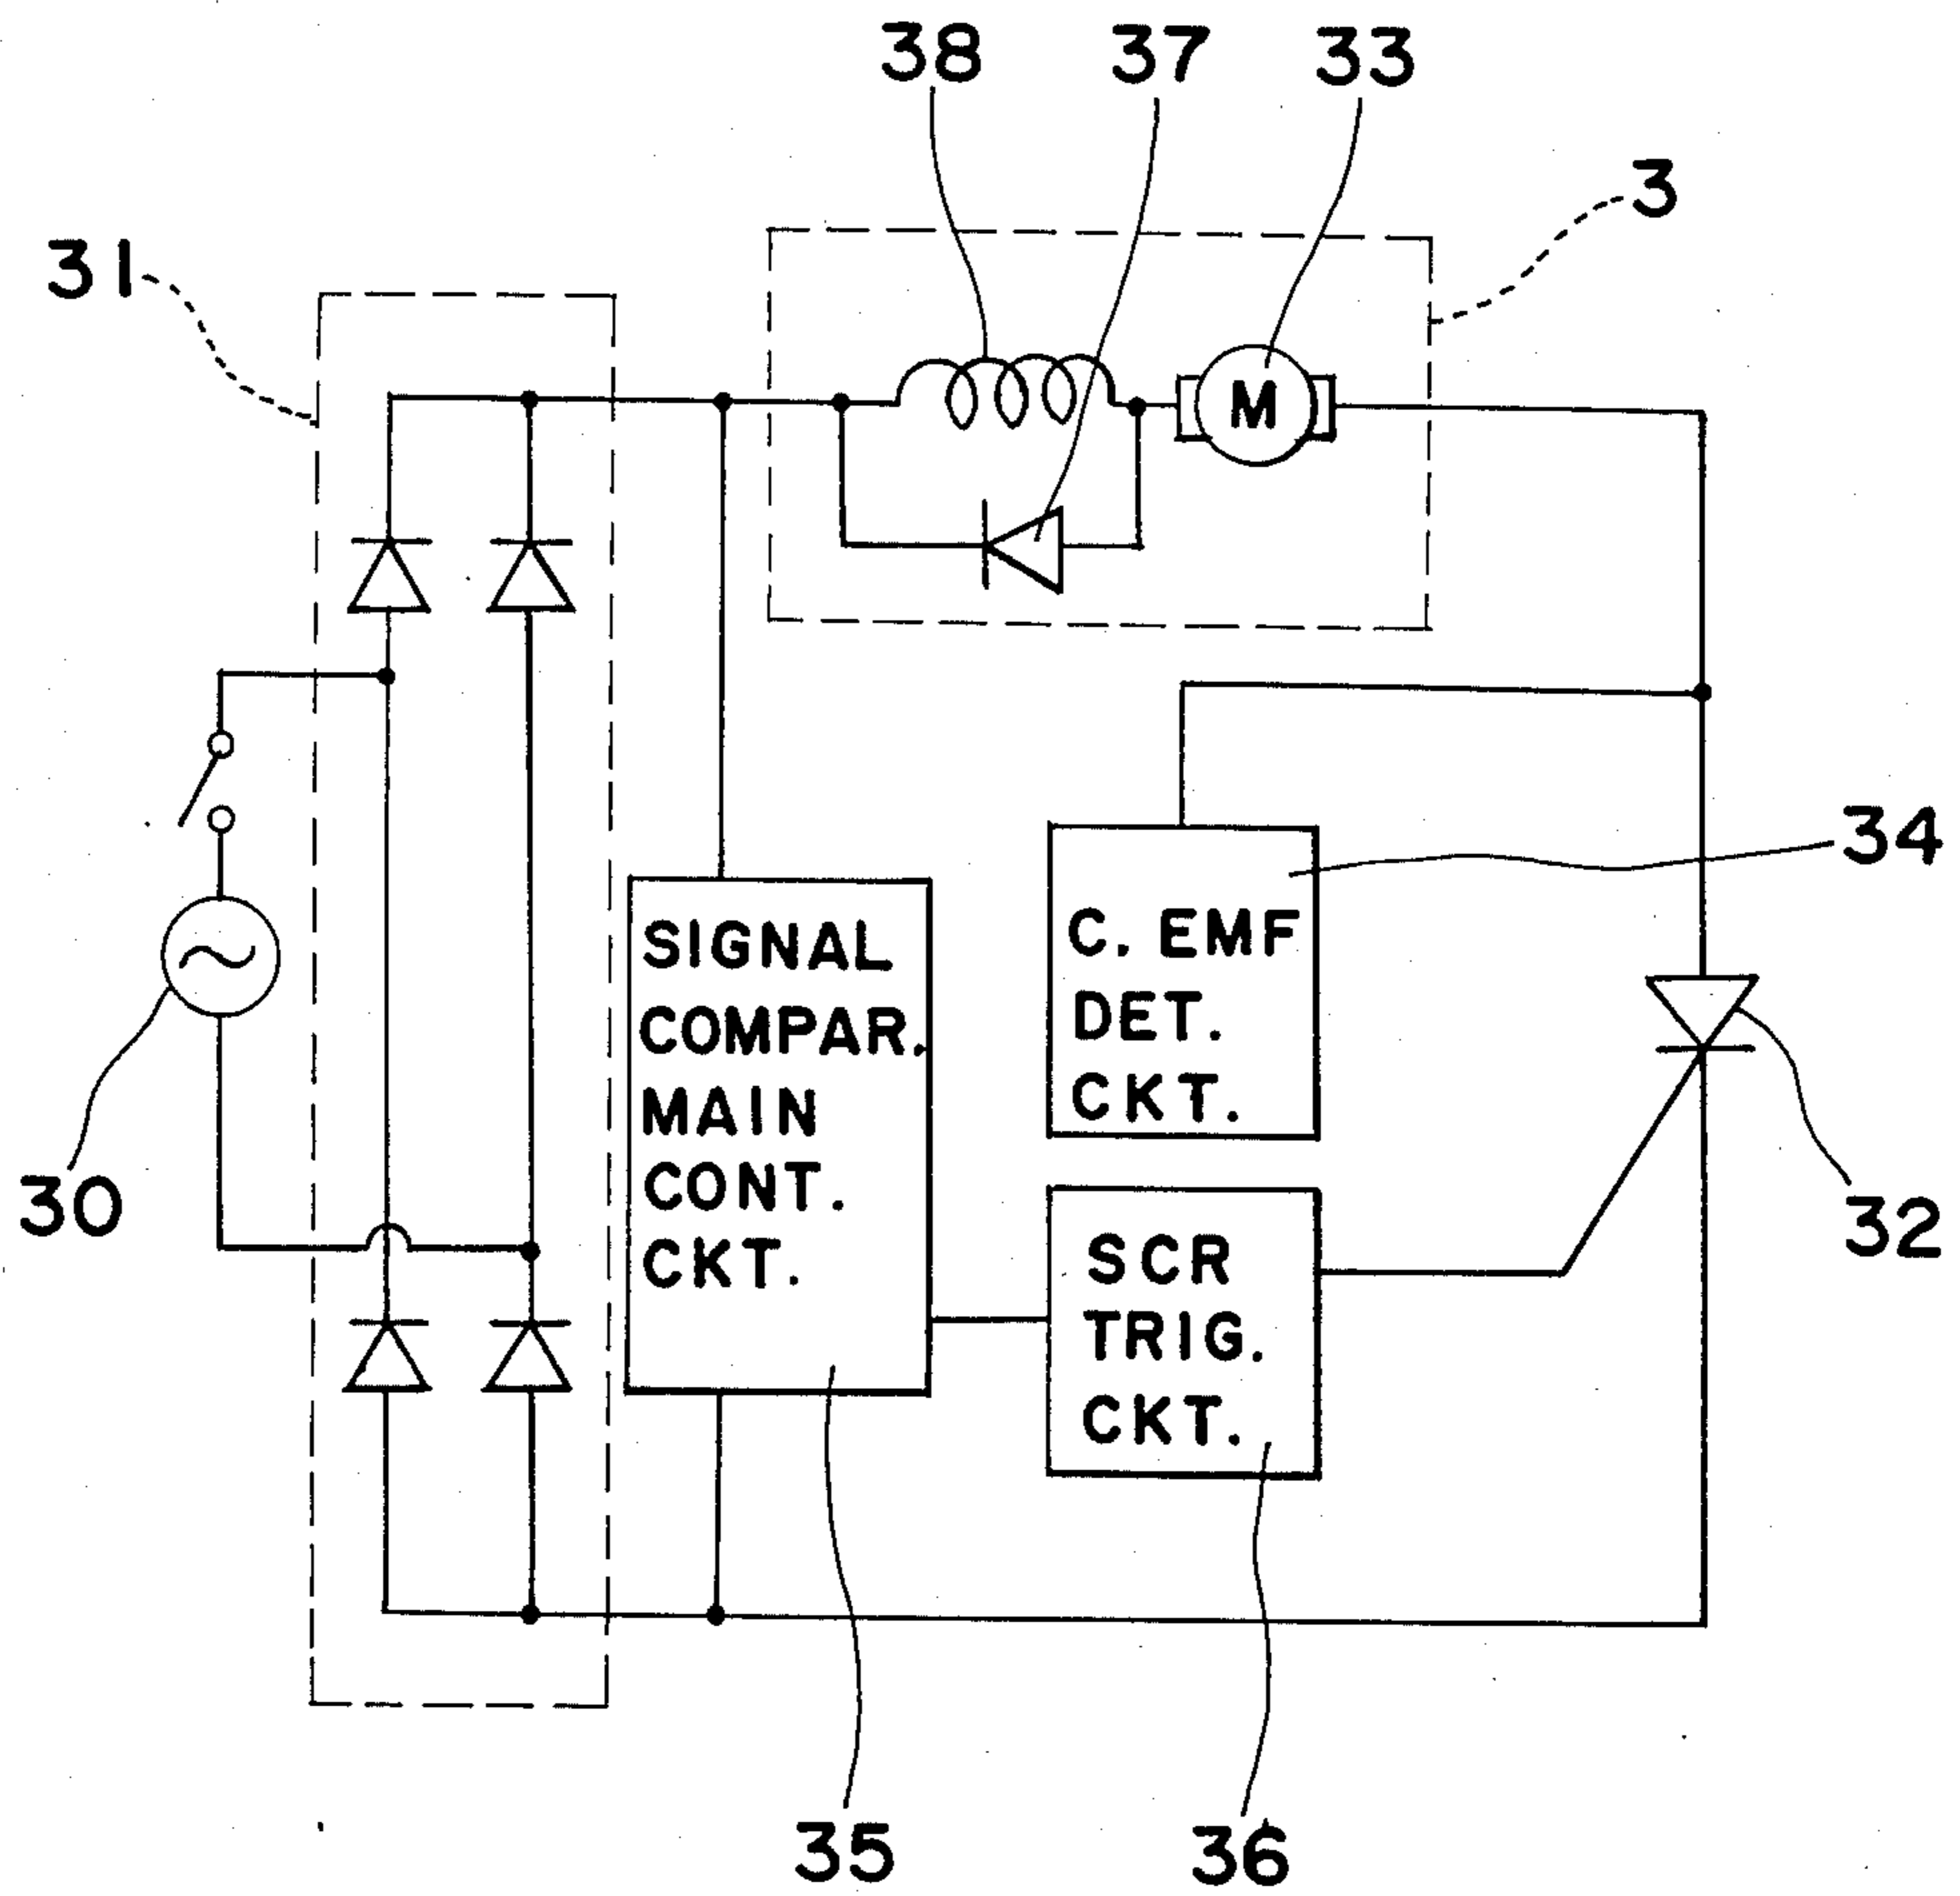 38
37
33
3
31
M
34
C. EMF
DET.
CKT.
SIGNAL
COMPAR.
MAIN
CONT.
CKT.
30
32
SCR
TRIG.
CKT.
35
36